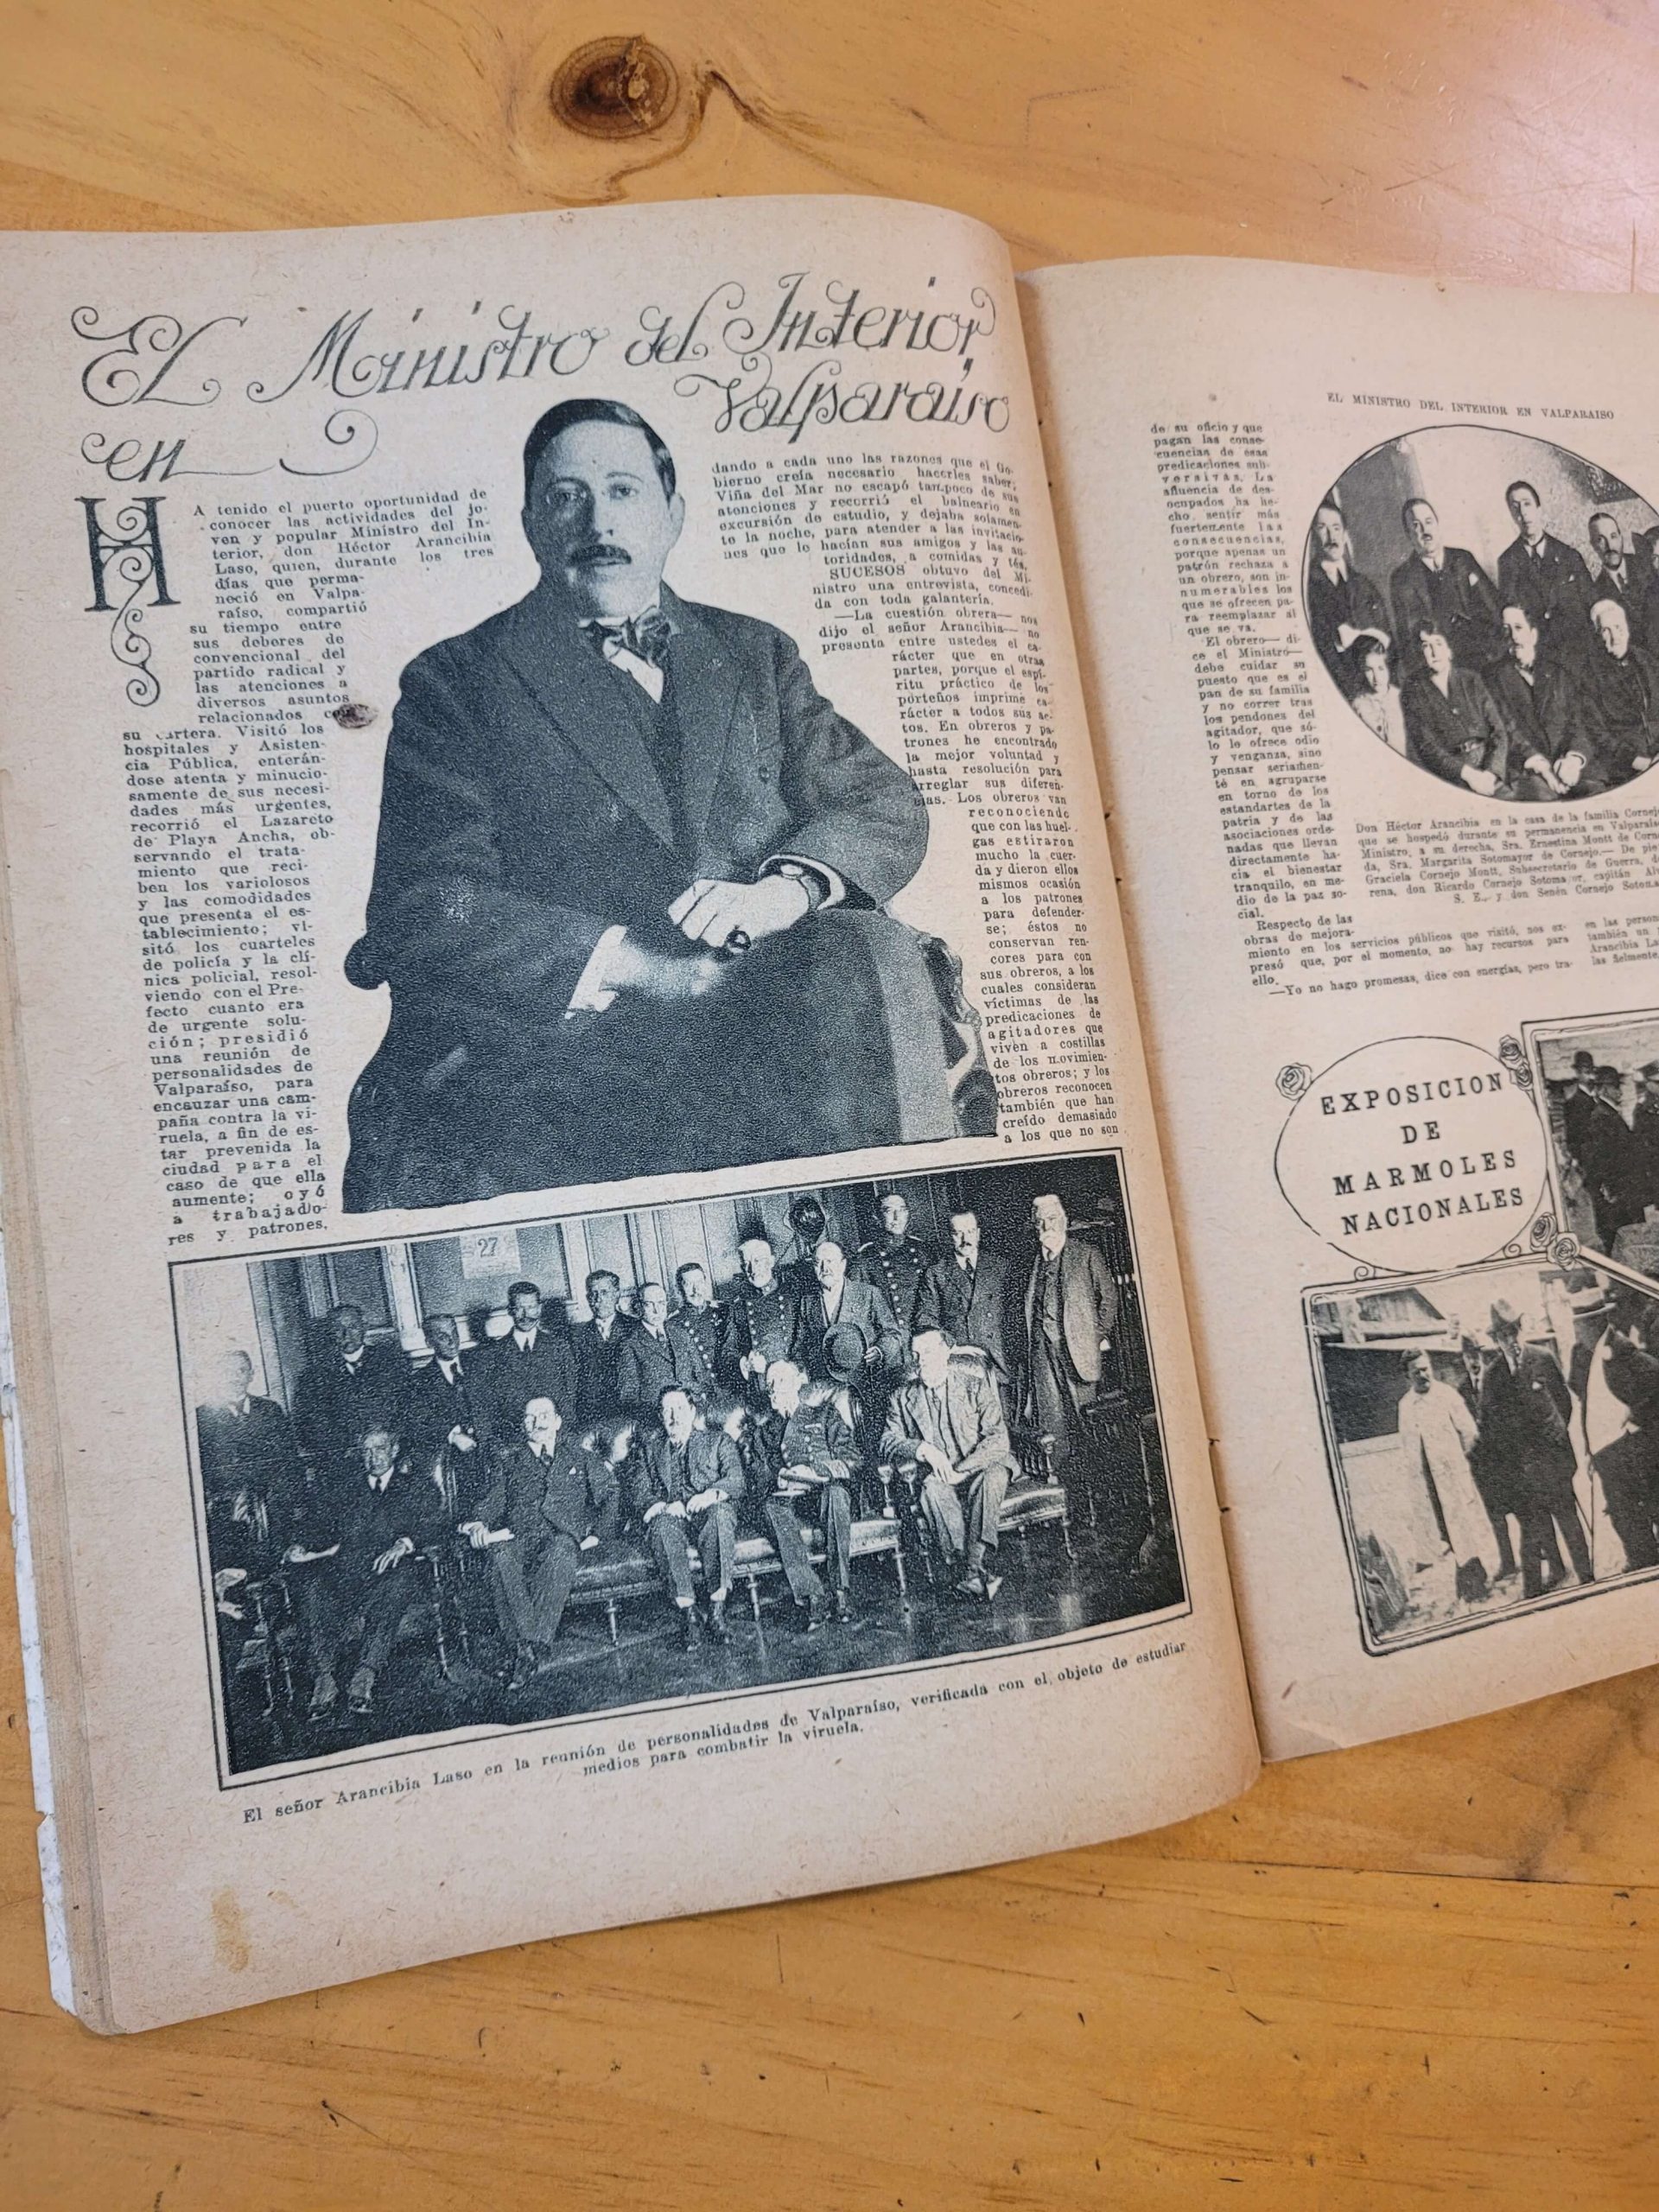 El Ministro del Interior
en Valparaíso
HA tenido el puerto oportunidad de
conocer las actividades del jo-
ven y popular Ministro del In-
terior, don Héctor Arancibia
Laso, quien, durante los tres
días que perma-
neció en Valpa-
raíso, compartió
su tiempo entre
sus deberes de
convencional del
partido radical y
las atenciones a
diversos asuntos
relacionados con
su cartera. Visitó los
hospitales y Asisten-
cia Pública, enterán-
dose atenta y minucio-
samente de sus necesi-
dades más urgentes,
recorrió el Lazareto
de Playa Ancha, ob-
servando el trata-
miento que reci-
ben los variolosos
y las comodidades
que presenta el es-
tablecimiento; vi-
sitó los cuarteles
de policía y la clí-
nica policial, resol-
viendo con el Pre-
fecto cuanto era
de urgente solu-
ción; presidió
una reunión de
personalidades de
Valparaíso, para
encauzar una cam-
paña contra la vi-
ruela, a fin de es-
tar prevenida la
ciudad para el
caso de que ella
aumente; oyó
a trabajado-
res y patrones,
dando a cada uno las razones que el Go-
bierno creía necesario hacerles saber.
Viña del Mar no escapó tampoco de sus
atenciones y recorrió el balneario en
excursión de estudio, y dejaba solamen-
te la noche, para atender a las invitacio-
nes que le hacían sus amigos y las au-
toridades, a comidas y tés.
SUCESOS obtuvo del Mi-
nistro una entrevista, concedi-
da con toda galantería.
—La cuestión obrera— nos
dijo el señor Arancibia— no
presenta entre ustedes el ca-
rácter que en otras
partes, porque el espí-
ritu práctico de los
porteños imprime ca-
rácter a todos sus ac-
tos. En obreros y pa-
trones he encontrado
la mejor voluntad y
hasta resolución para
arreglar sus diferen-
cias. Los obreros van
reconociendo
que con las huel-
gas estiraron
mucho la cuer-
da y dieron ellos
mismos ocasión
a los patrones
para defender-
se; éstos no
conservan ren-
cores para con
sus obreros, a los
cuales consideran
víctimas de las
predicaciones de
agitadores que
viven a costillas
de los movimien-
tos obreros; y los
obreros reconocen
también que han
creído demasiado
a los que no son
27
El señor Arancibia Laso en la reunión de personalidades de Valparaíso, verificada con el objeto de estudiar
medios para combatir la viruela.
EL MINISTRO DEL INTERIOR EN VALPARAISO
de su oficio y que
pagan las conse-
cuencias de esas
predicaciones sub-
versivas. La
afluencia de des-
ocupados ha he-
cho sentir más
fuertemente las
consecuencias,
porque apenas un
patrón rechaza a
un obrero, son in-
numerables los
que se ofrecen pa-
ra reemplazar al
que se va.
El obrero— di-
ce el Ministro—
debe cuidar su
puesto que es el
pan de su familia
y no correr tras
los pendones del
agitador, que só-
lo le ofrece odio
y venganza, sino
pensar seriamen-
te en agruparse
en torno de los
estandartes de la
patria y de las
asociaciones orde-
nadas que llevan
directamente ha-
cia el bienestar
tranquilo, en me-
dio de la paz so-
cial.
Respecto de las
obras de mejora-
miento en los servicios públicos que visitó, nos ex-
presó que, por el momento, no hay recursos para
ello.
—Yo no hago promesas, dice con energías, pero tra-
Don Héctor Arancibia en la casa de la familia Cornejo
que se hospedó durante su permanencia en Valparaíso
Ministro, a su derecha, Sra. Ernestina Montt de
da, Sra. Margarita Sotomayor de Cornejo.— De
Graciela Cornejo Montt, Subsecretario de Guerra,
rena, don Ricardo Cornejo Sotomayor, capitán
S. E. y don Senén Cornejo
en las
también un
Arancibia
las fielmente,
EXPOSICION
DE
MARMOLES
NACIONALES